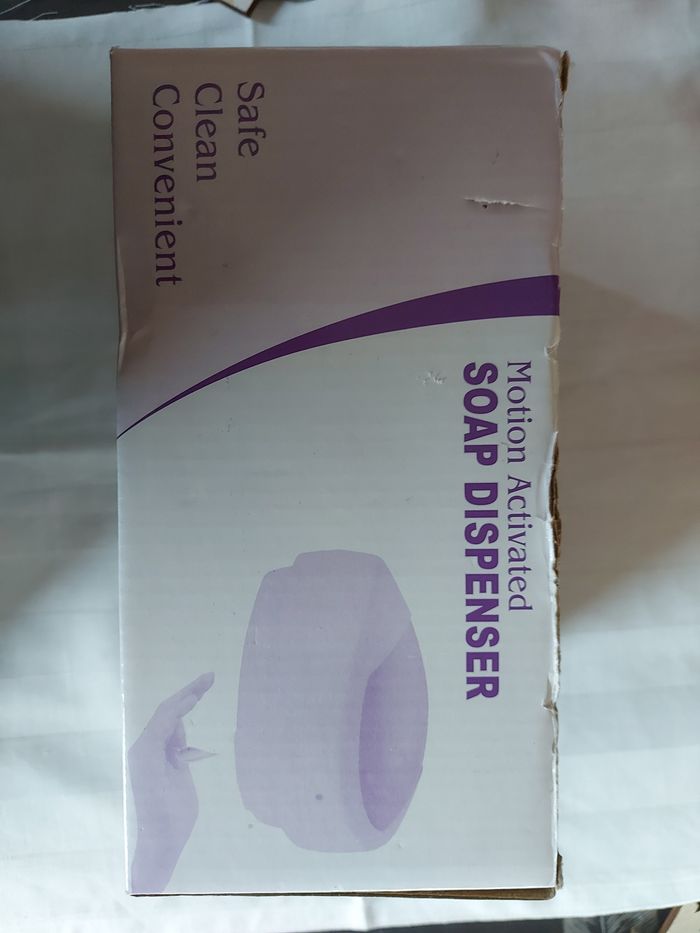 Safe
Clean
Convenient
Motion Activated
SOAP DISPENSER